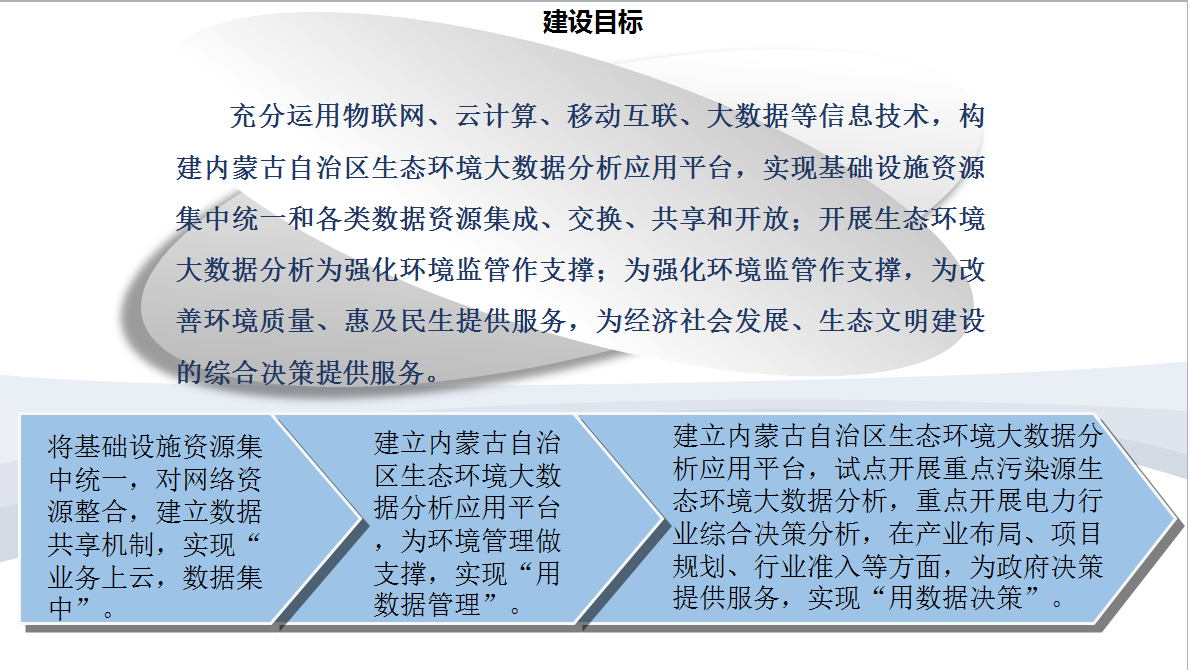 建设目标
充分运用物联网、云计算、移动互联、大数据等信息技术，构
建内蒙古自治区生态环境大数据分析应用平台，实现基础设施资源
集中统一和各类数据资源集成、交换、共享和开放；开展生态环境
大数据分析为强化环境监管作支撑；为强化环境监管作支撑，为改
善环境质量、惠及民生提供服务，为经济社会发展、生态文明建设
的综合决策提供服务。
将基础设施资源集
中统一，对网络资
源整合，建立数据
共享机制，实现“
业务上云，数据集
中”。
建立内蒙古自治
区生态环境大数
据分析应用平台
，为环境管理做
支撑，实现“用
数据管理”。
建立内蒙古自治区生态环境大数据分
析应用平台，试点开展重点污染源生
态环境大数据分析，重点开展电力行
业综合决策分析，在产业布局、项目
规划、行业准入等方面，为政府决策
提供服务，实现“用数据决策”。